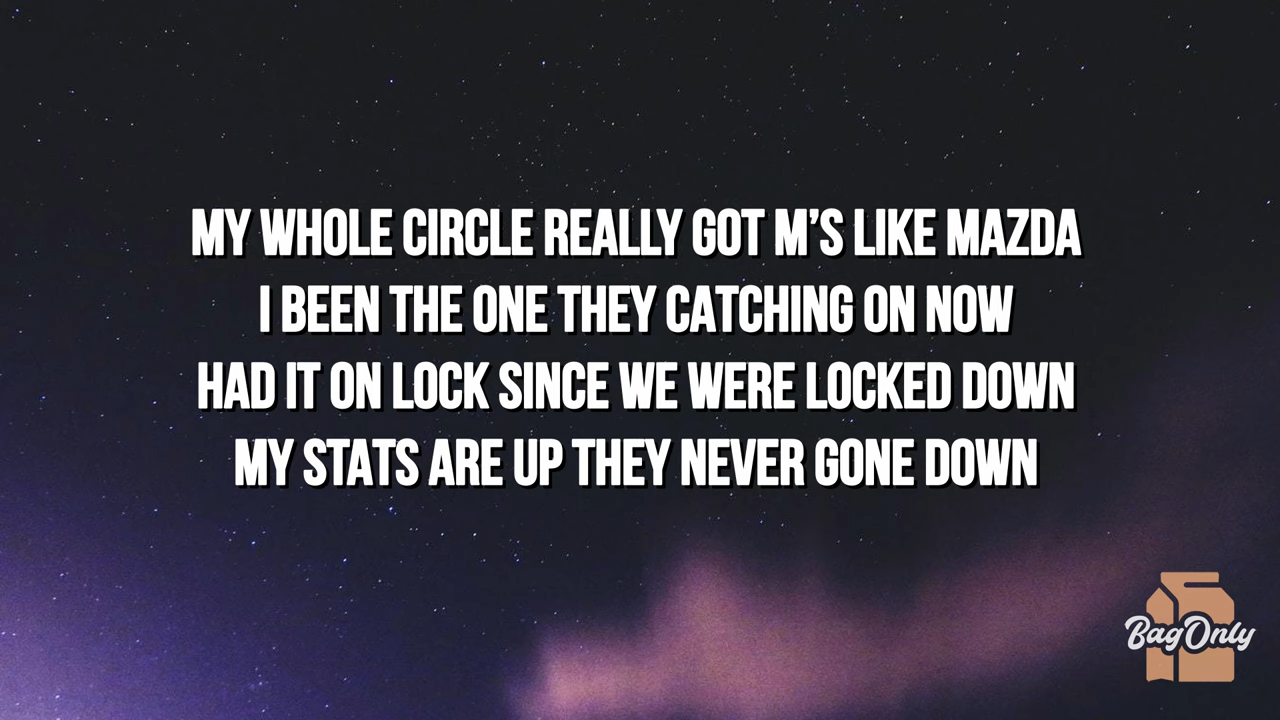 MY WHOLE CIRCLE REALLY GOT M’S LIKE MAZDA
I BEEN THE ONE THEY CATCHING ON NOW
HAD IT ON LOCK SINCE WE WERE LOCKED DOWN
MY STATS ARE UP THEY NEVER GONE DOWN
BagOnly